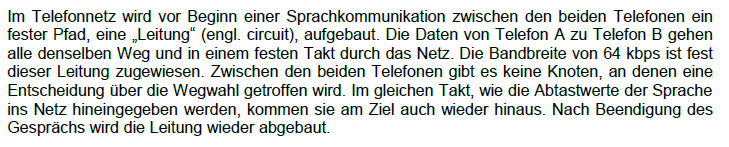 Im Telefonnetz wird vor Beginn einer Sprachkommunikation zwischen den beiden Telefonen ein
fester Pfad, eine „Leitung“ (engl. circuit), aufgebaut. Die Daten von Telefon A zu Telefon B gehen
alle denselben Weg und in einem festen Takt durch das Netz. Die Bandbreite von 64 kbps ist fest
dieser Leitung zugewiesen. Zwischen den beiden Telefonen gibt es keine Knoten, an denen eine
Entscheidung über die Wegwahl getroffen wird. Im gleichen Takt, wie die Abtastwerte der Sprache
ins Netz hineingegeben werden, kommen sie am Ziel auch wieder hinaus. Nach Beendigung des
Gesprächs wird die Leitung wieder abgebaut.